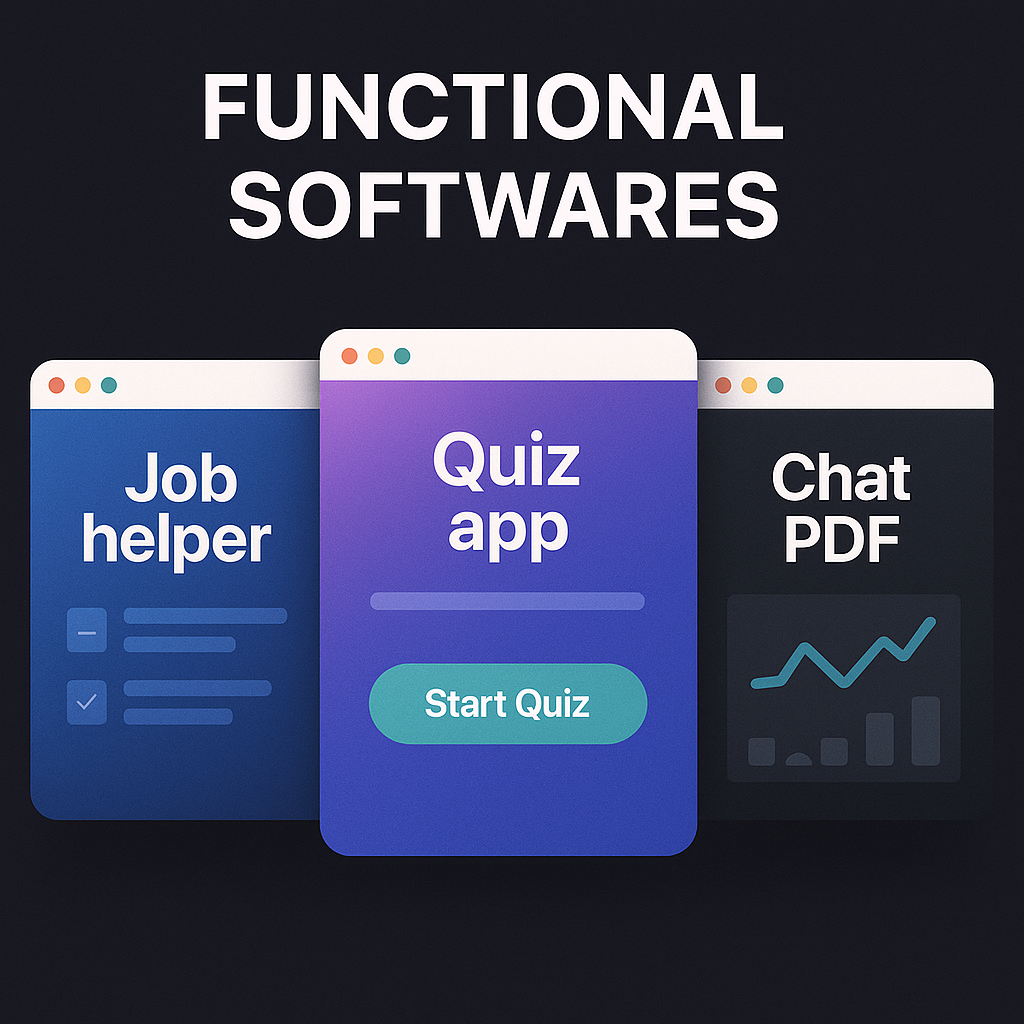 FUNCTIONAL
SOFTWARES
Job
helper
Quiz
app
Start Quiz
Chat
PDF